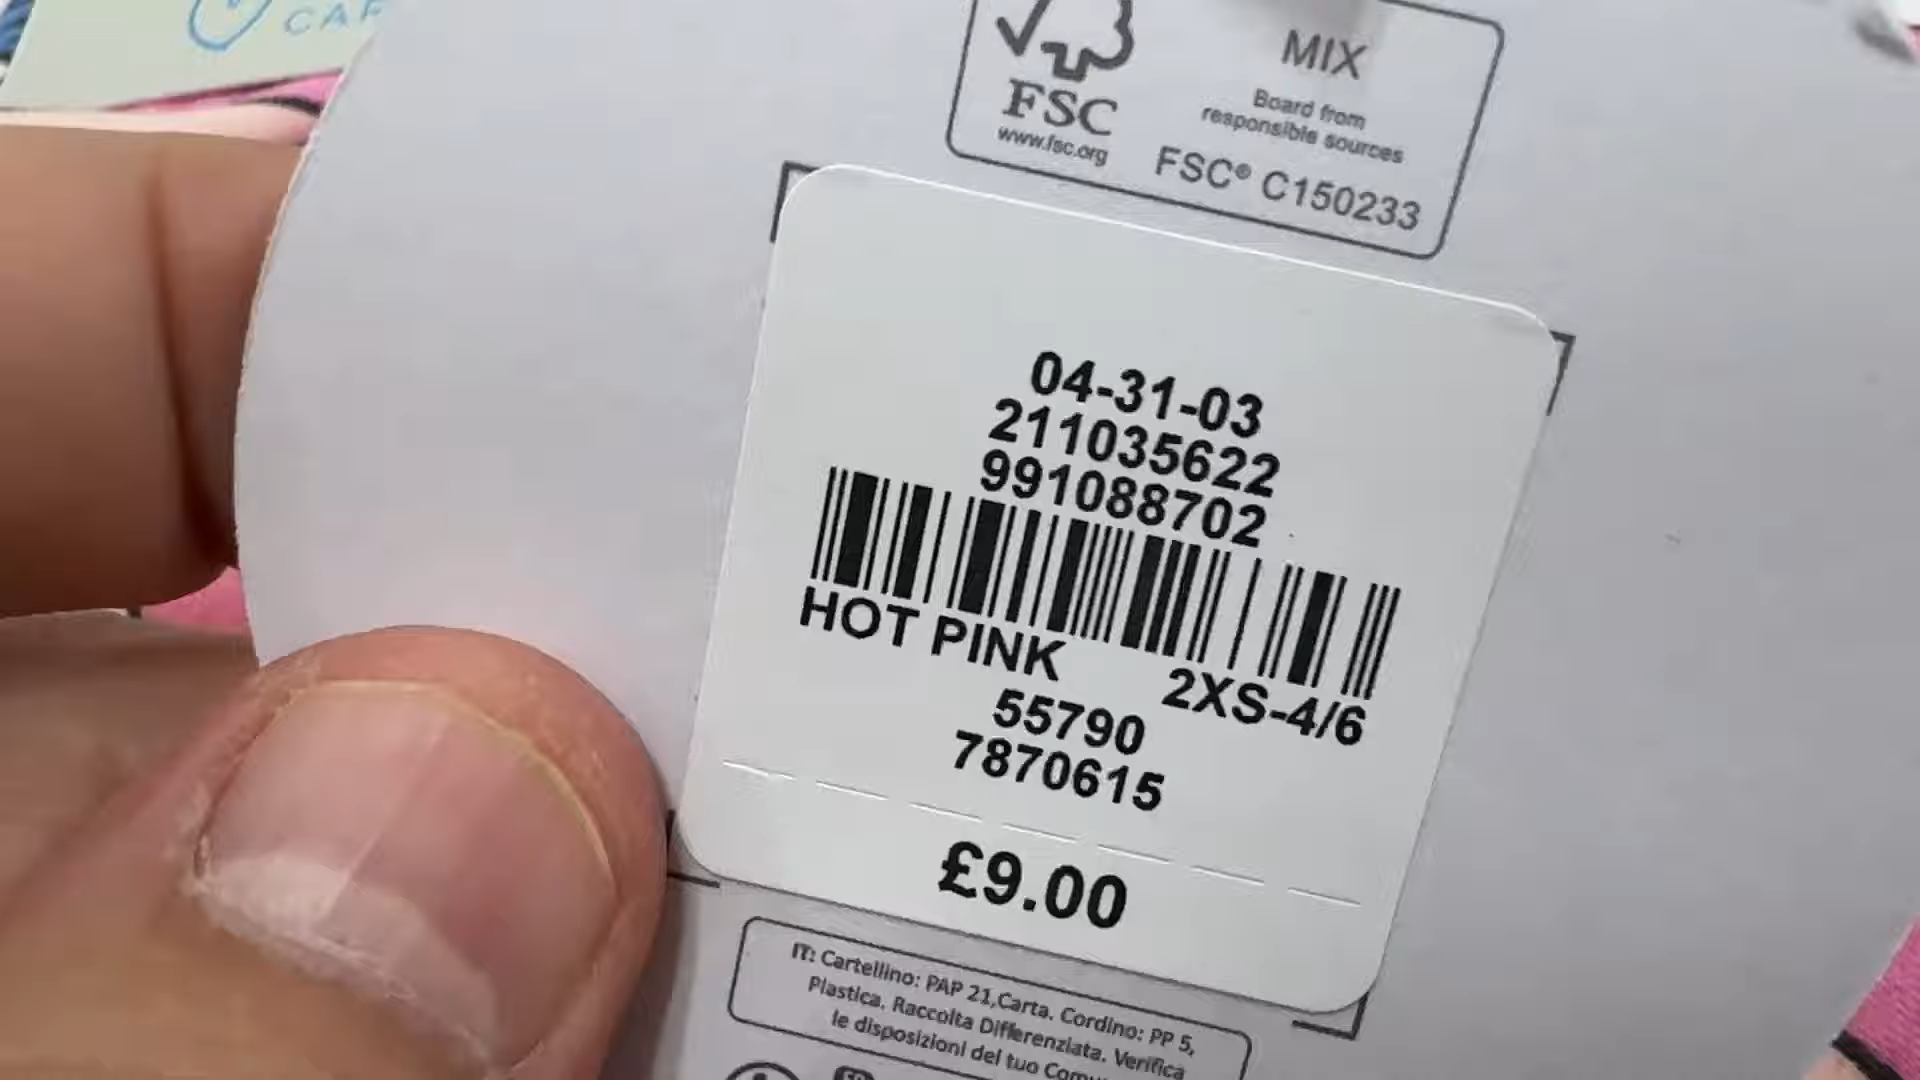 CAF
FSC
www.fsc.org
MIX
Board from
responsible sources
FSC® C150233
04-31-03
211035622
991088702
HOT PINK 2XS-4/6
55790
7870615
£9.00
IT: Cartellino: PAP 21,Carta. Cordino: PP 5,
Plastica. Raccolta Differenziata. Verifica
le disposizioni del tuo Comu